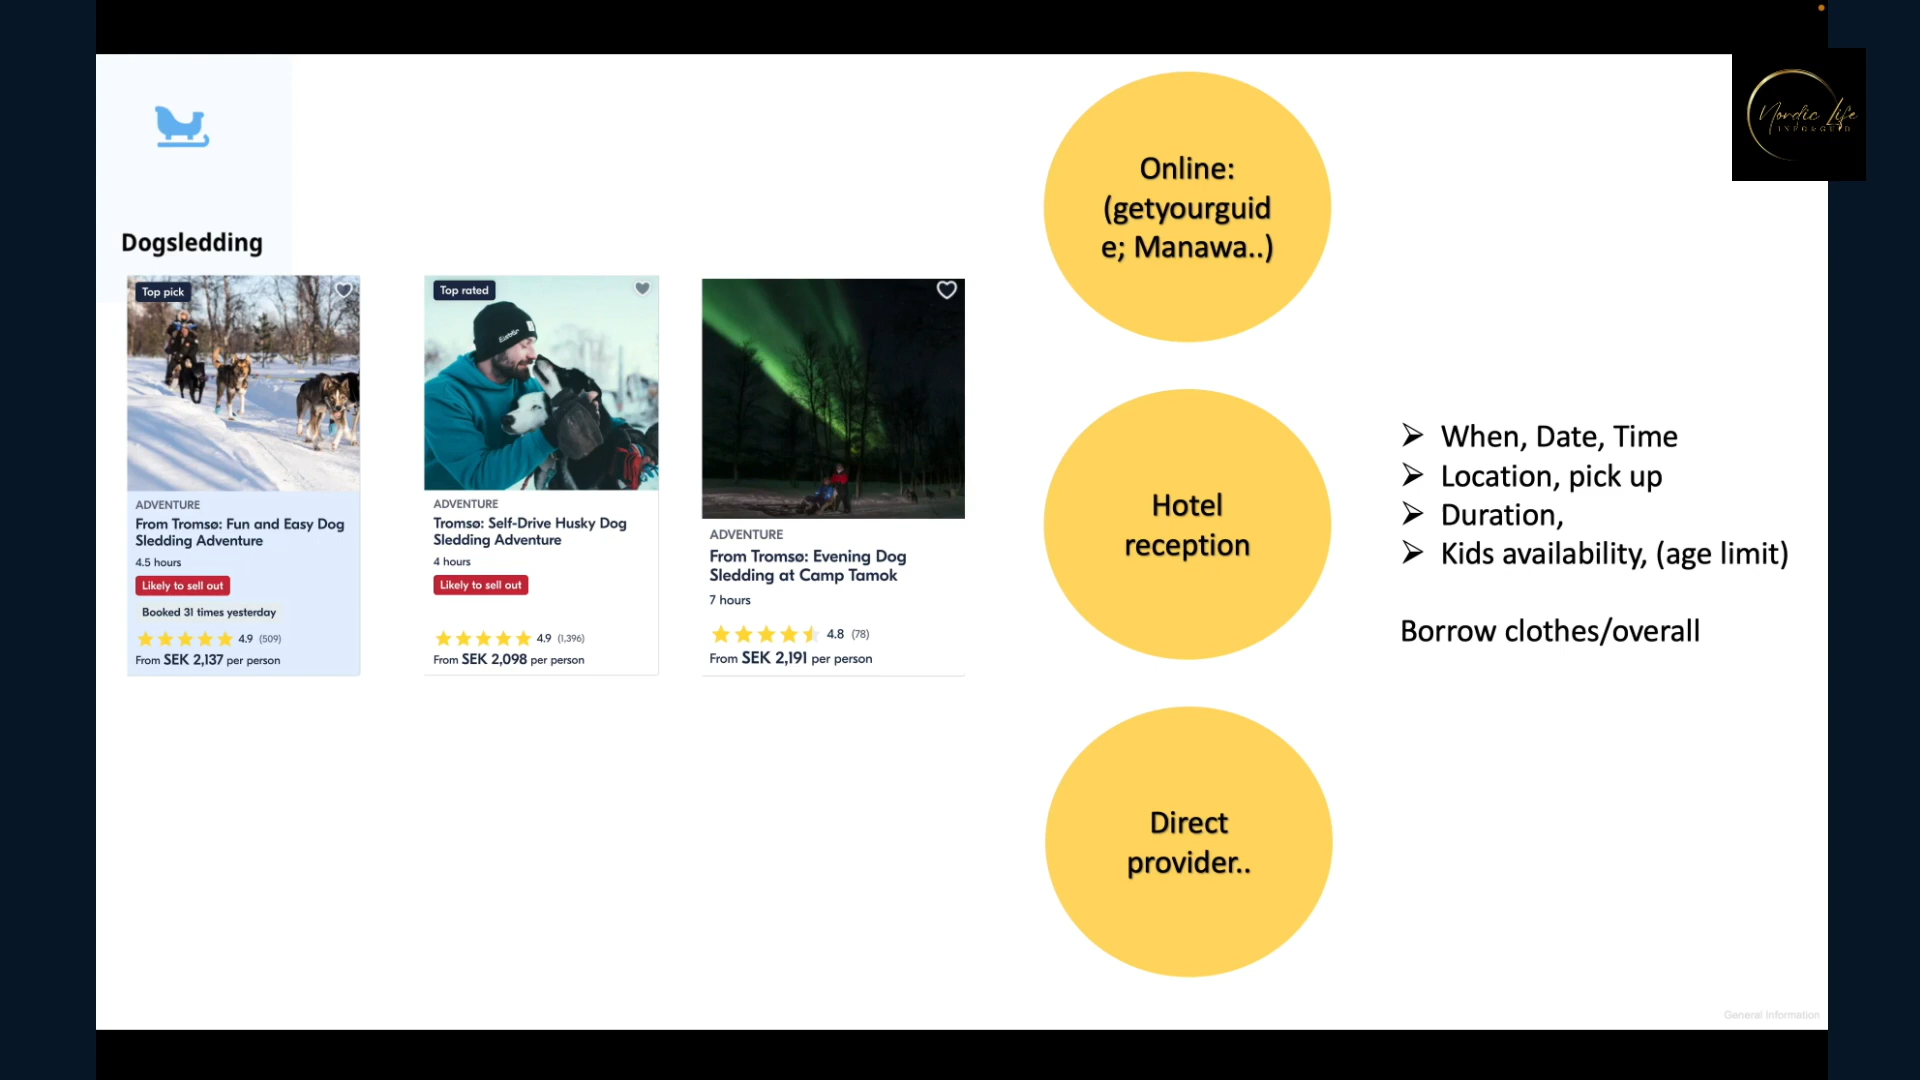 Nordic Life
Dogsledding
Top pick
ADVENTURE
From Tromsø: Fun and Easy Dog
Sledding Adventure
4.5 hours
Likely to sell out
Booked 31 times yesterday
4.9 (509)
From SEK 2,137 per person
Top rated
ADVENTURE
Tromsø: Self-Drive Husky Dog
Sledding Adventure
4 hours
Likely to sell out
4.9 (1,396)
From SEK 2,098 per person
ADVENTURE
From Tromsø: Evening Dog
Sledding at Camp Tamok
7 hours
4.8 (78)
From SEK 2,191 per person
Online:
(getyourguid
e; Manawa..)
Hotel
reception
Direct
provider..
➢ When, Date, Time
➢ Location, pick up
➢ Duration,
➢ Kids availability, (age limit)
Borrow clothes/overall
General Information